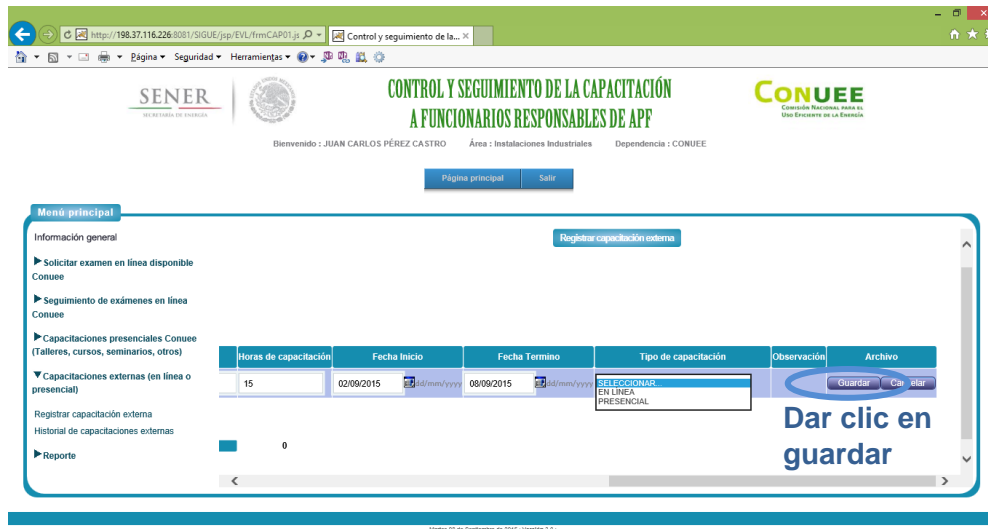 http://198.37.116.226:8081/SIGUE/jsp/EVL/frmCAP01.js
Control y seguimiento de la...
Página Seguridad Herramientas
SENER
SECRETARÍA DE ENERGÍA
CONTROL Y SEGUIMIENTO DE LA CAPACITACIÓN
A FUNCIONARIOS RESPONSABLES DE APF
CONUEE
COMISIÓN NACIONAL PARA EL
USO EFICIENTE DE LA ENERGÍA
Bienvenido : JUAN CARLOS PÉREZ CASTRO Área : Instalaciones Industriales Dependencia : CONUEE
Página principal Salir
Menú principal
Información general
Registrar capacitación externa
Solicitar examen en línea disponible
Conuee
Seguimiento de exámenes en línea
Conuee
Capacitaciones presenciales Conuee
(Talleres, cursos, seminarios, otros)
Capacitaciones externas (en línea o
presencial)
Registrar capacitación externa
Historial de capacitaciones externas
Reporte
Horas de capacitación Fecha Inicio Fecha Termino Tipo de capacitación Observación Archivo
15 02/09/2015 dd/mm/yyyy 08/09/2015 dd/mm/yyyy SELECCIONAR... Guardar Cancelar
EN LÍNEA
PRESENCIAL
0
Dar clic en
guardar